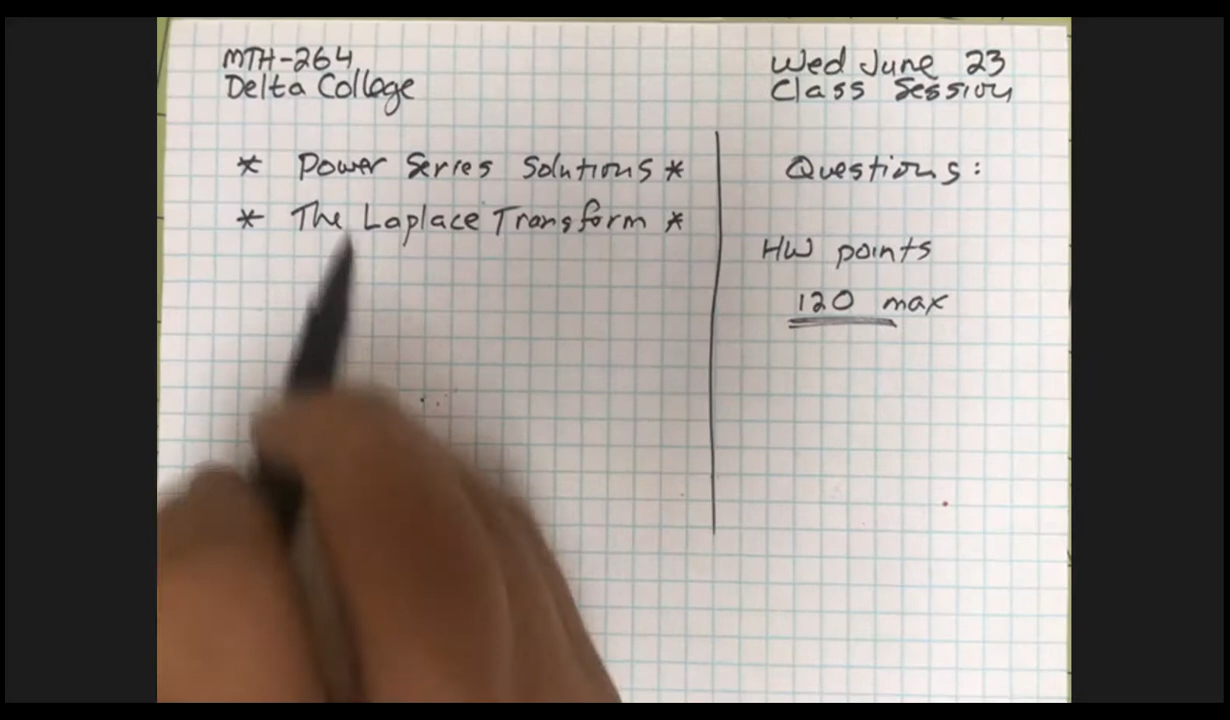 MTH-264
Delta College
Wed June 23
Class Session
* Power Series Solutions *
* The Laplace Transform *
Questions:
HW points
120 max